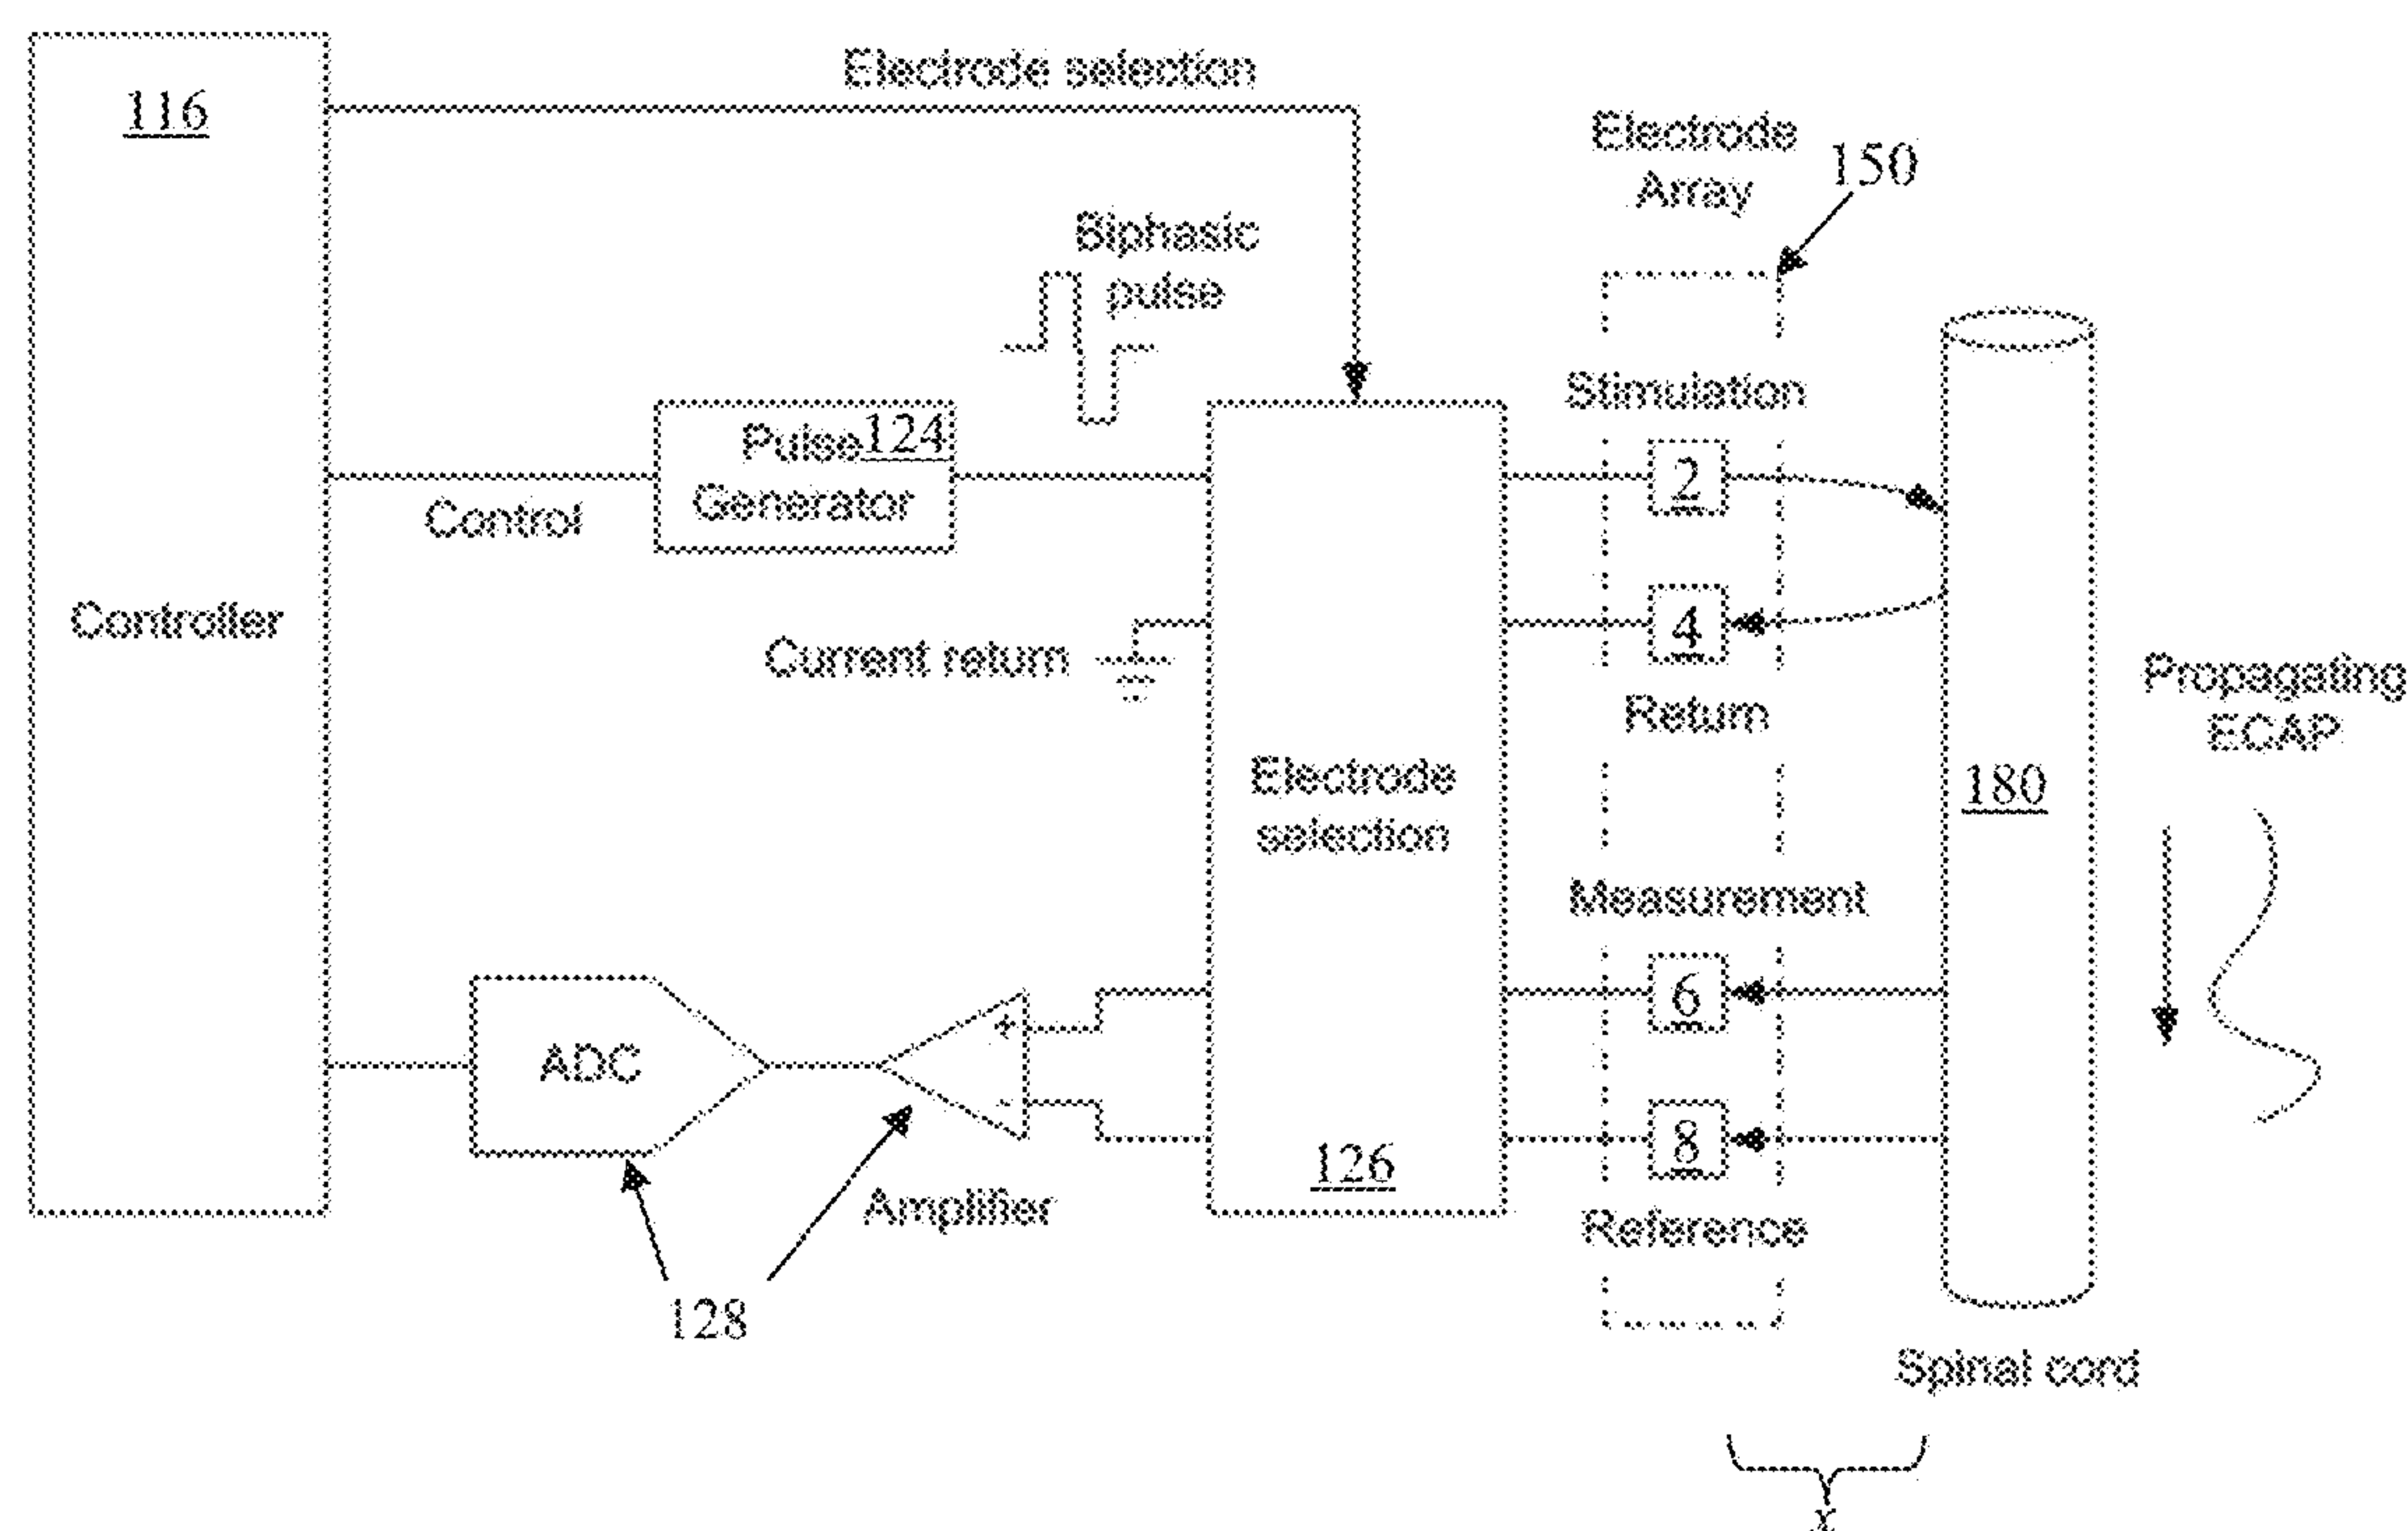 Electrode selection
116
Electrode
Array
150
Biphasic
pulse
Stimulation
Pulse 124
Generator
2
Control
Controller
4
Current return
Return
Propagating
ECAP
Electrode
selection
180
Measurement
6
ADC
+
-
8
126
Amplifier
Reference
128
Spinal cord
x